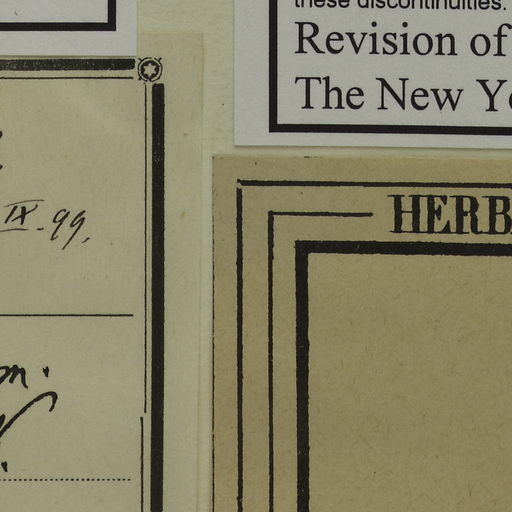 these discontinuities.
Revision of
The New Y
IX. 99.
m.
HERB